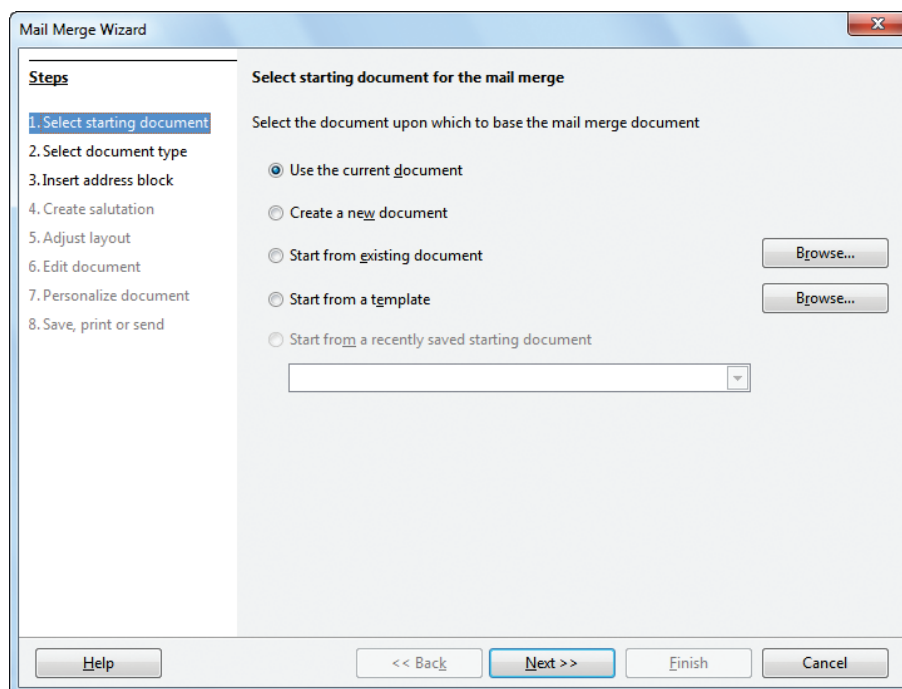 Mail Merge Wizard
Steps
1. Select starting document
2. Select document type
3. Insert address block
4. Create salutation
5. Adjust layout
6. Edit document
7. Personalize document
8. Save, print or send
Select starting document for the mail merge
Select the document upon which to base the mail merge document
Use the current document
Create a new document
Start from existing document
Browse...
Start from a template
Browse...
Start from a recently saved starting document
Help
<< Back
Next >>
Finish
Cancel